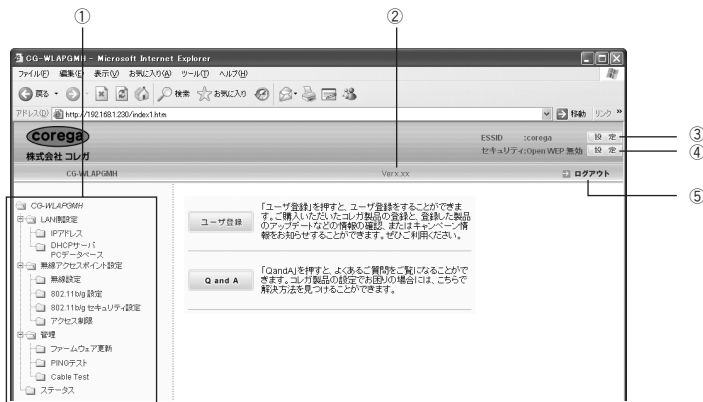 ①
②
CG-WLAPGMH - Microsoft Internet Explorer
ファイル(F) 編集(E) 表示(V) お気に入り(A) ツール(T) ヘルプ(H)
戻る 検索 お気に入り
アドレス(D) http://192.168.1.230/index1.htm 移動 リンク »
corega
株式会社 コレガ
ESSID :corega 設 定 ③
セキュリティ:Open WEP 無効 設 定 ④
CG-WLAPGMH Ver.x.xx ログアウト
⑤
CG-WLAPGMH
LAN側設定
IPアドレス
DHCPサーバ
PCデータベース
無線アクセスポイント設定
無線設定
802.11b/g 設定
802.11b/g セキュリティ設定
アクセス制限
管理
ファームウェア更新
PINGテスト
Cable Test
ステータス
ユーザ登録
「ユーザ登録」を押すと、ユーザ登録をすることができま
す。ご購入いただいたコレガ製品の登録と、登録した製品
のアップデートなどの情報の確認、またはキャンペーン情
報をお知らせすることができます。ぜひご利用ください。
Q and A
「QandA」を押すと、よくあるご質問をご覧になることがで
きます。コレガ製品の設定でお困りの場合には、こちらで
解決方法を見つけることができます。